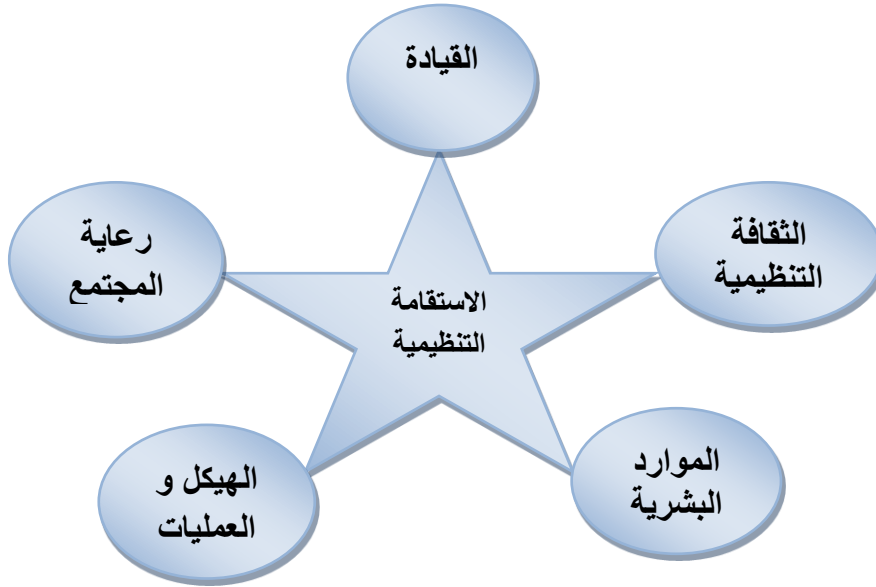 القيادة
الثقافة
التنظيمية
رعاية
المجتمع
الاستقامة
التنظيمية
الموارد
البشرية
الهيكل و
العمليات